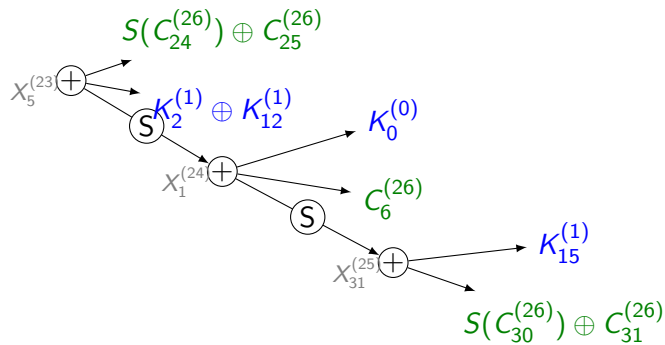 S(C_{24}^{(26)}) ⊕ C_{25}^{(26)}
X_5^{(23)} +
K_2^{(1)} ⊕ K_{12}^{(1)}
S
K_0^{(0)}
X_1^{(24)} +
C_6^{(26)}
S
K_{15}^{(1)}
X_{31}^{(25)} +
S(C_{30}^{(26)}) ⊕ C_{31}^{(26)}